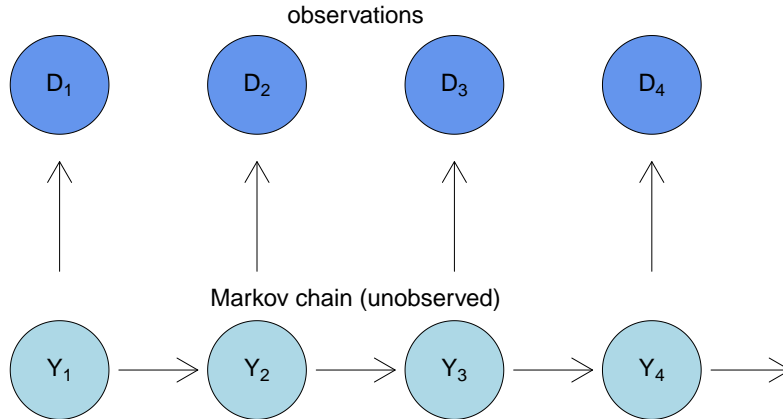 observations
D₁ D₂ D₃ D₄
Markov chain (unobserved)
Y₁ Y₂ Y₃ Y₄